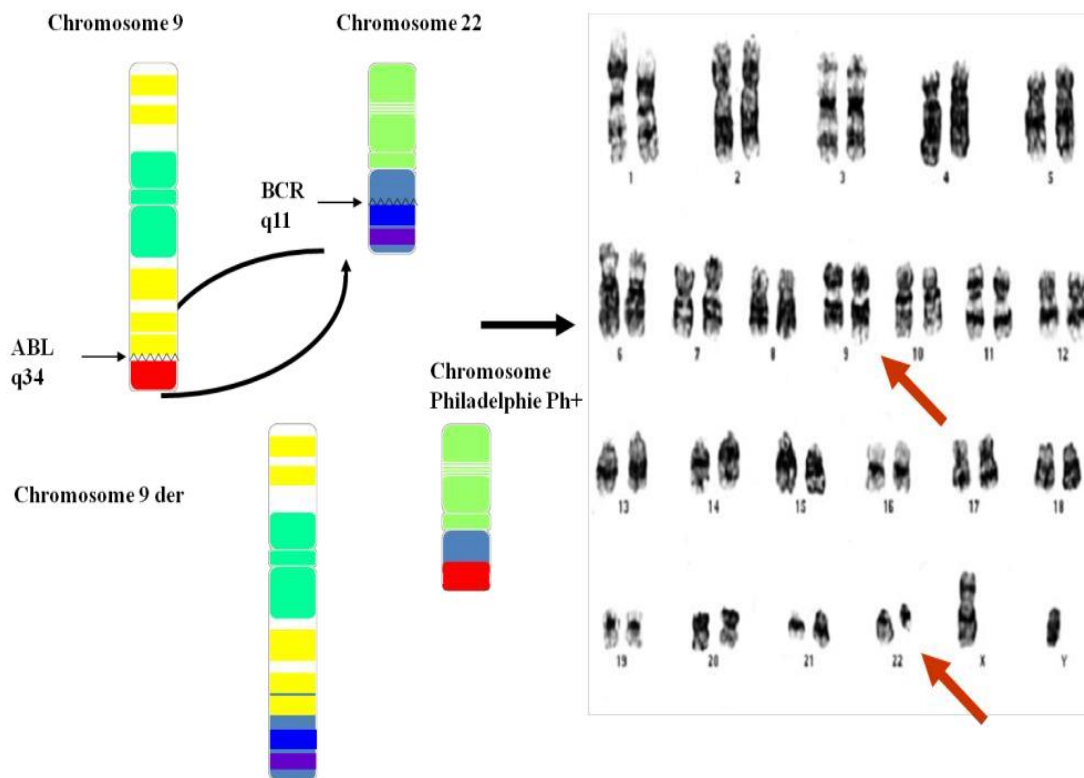 Chromosome 9
Chromosome 22
BCR
q11
ABL
q34
Chromosome
Philadelphie Ph+
Chromosome 9 der
1 2 3 4 5
6 7 8 9 10 11 12
13 14 15 16 17 18
19 20 21 22 X Y